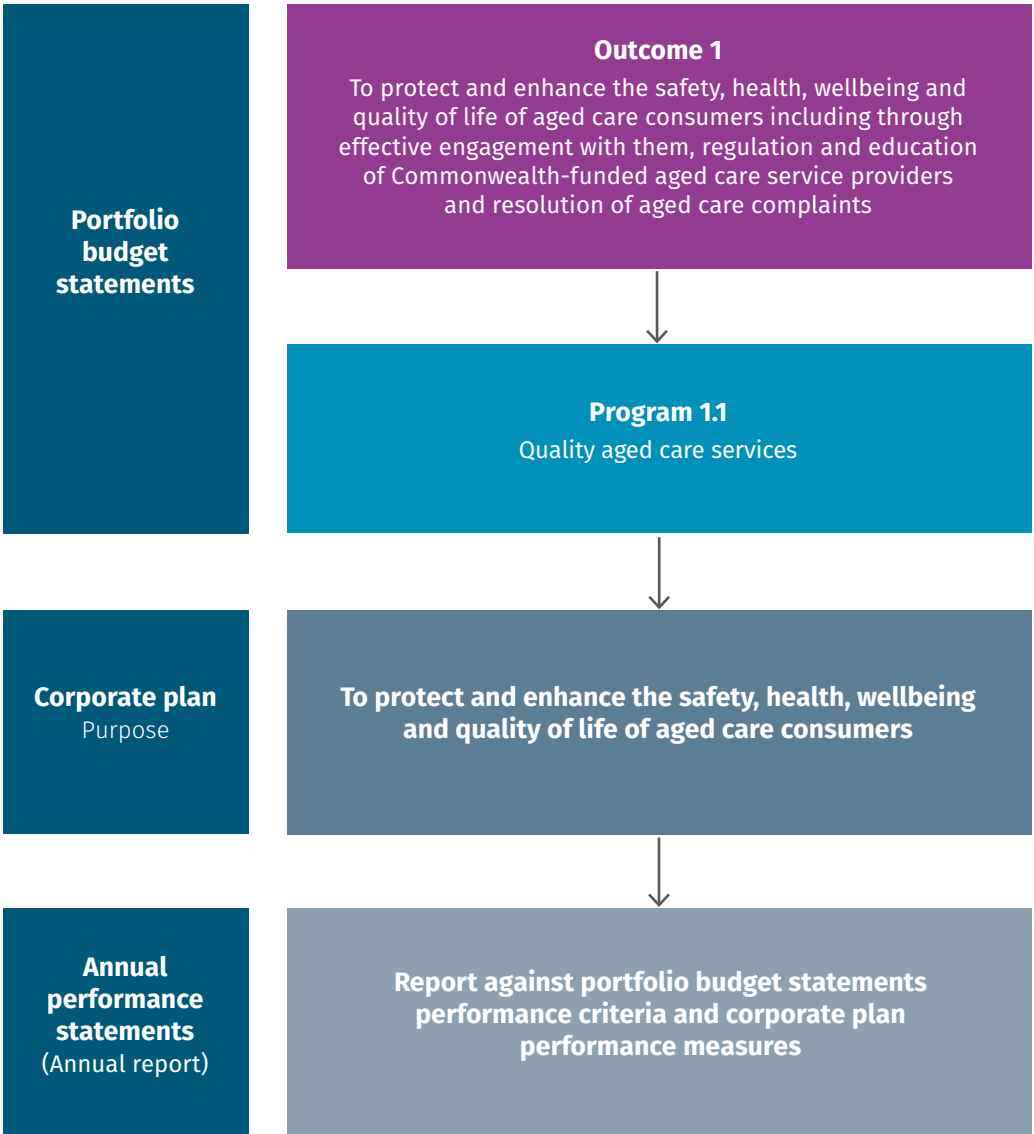 Portfolio
budget
statements
Outcome 1
To protect and enhance the safety, health, wellbeing and
quality of life of aged care consumers including through
effective engagement with them, regulation and education
of Commonwealth-funded aged care service providers
and resolution of aged care complaints
Program 1.1
Quality aged care services
Corporate plan
Purpose
To protect and enhance the safety, health, wellbeing
and quality of life of aged care consumers
Annual
performance
statements
(Annual report)
Report against portfolio budget statements
performance criteria and corporate plan
performance measures